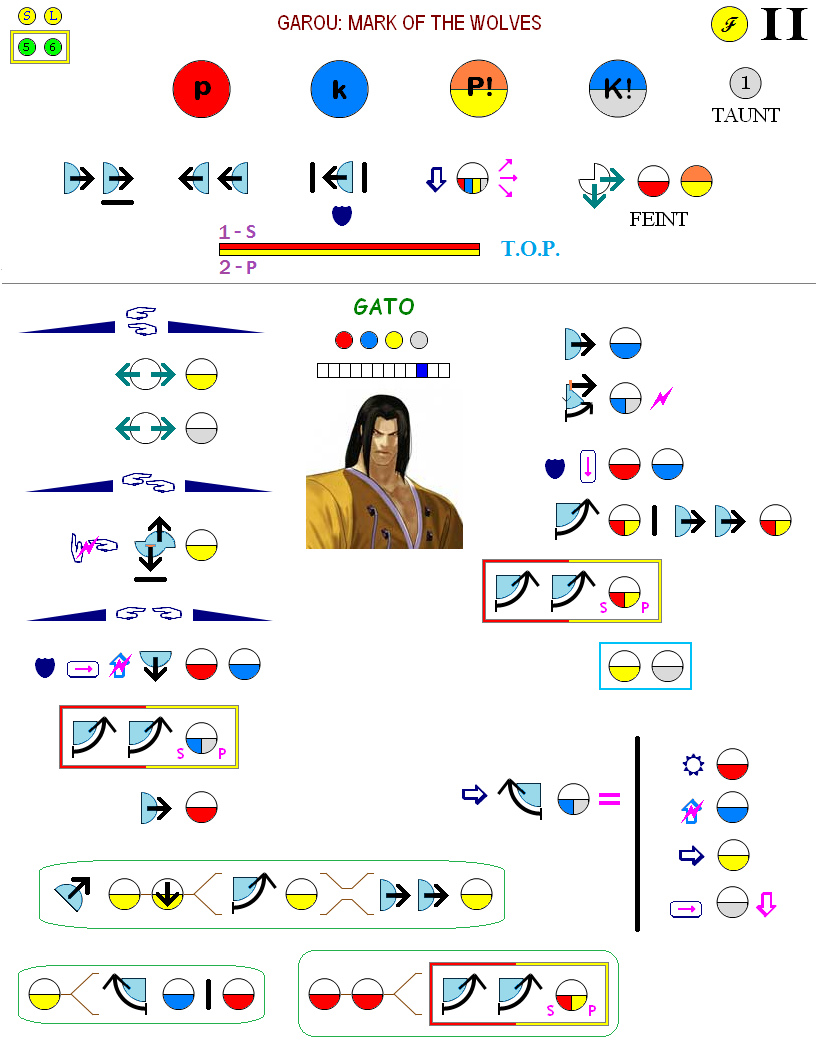 S L
GAROU: MARK OF THE WOLVES
F II
5 6
p k P! K! 1
TAUNT
FEINT
1-S
T.O.P.
2-P
GATO
S P
S P
S P